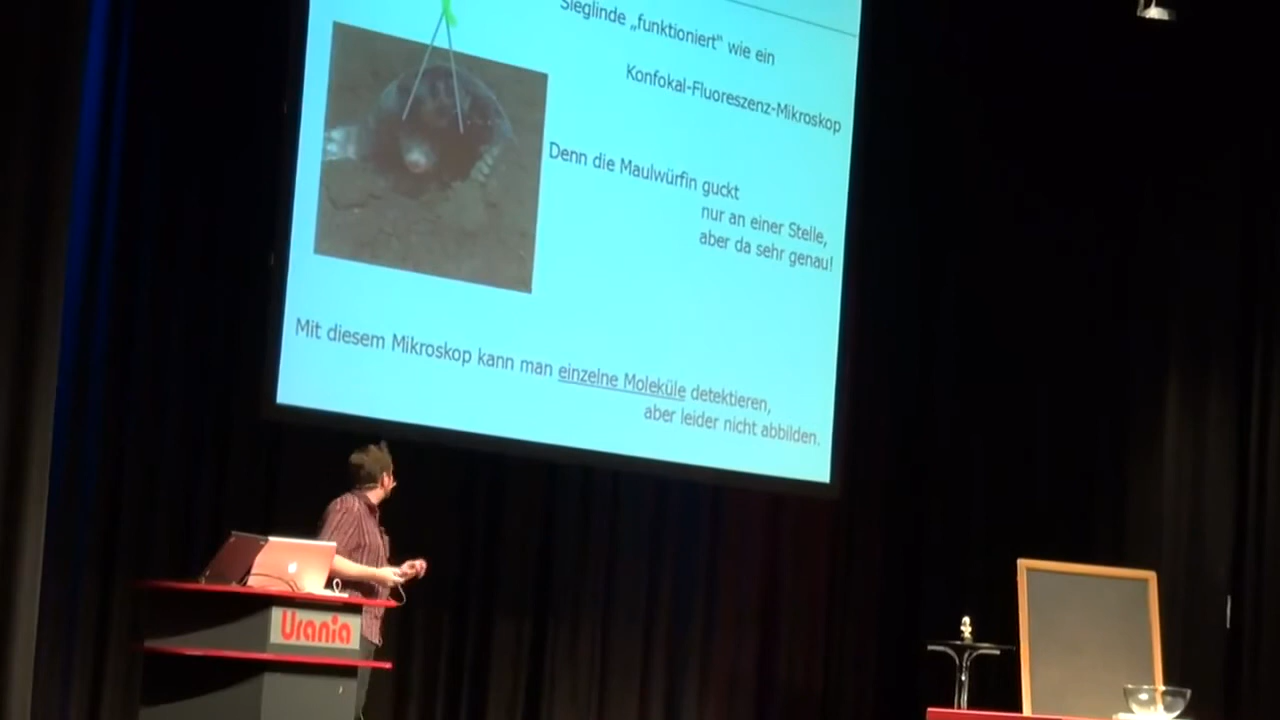 Sieglinde „funktioniert" wie ein
Konfokal-Fluoreszenz-Mikroskop
Denn die Maulwürfin guckt
nur an einer Stelle,
aber da sehr genau!
Mit diesem Mikroskop kann man einzelne Moleküle detektieren,
aber leider nicht abbilden.
Urania